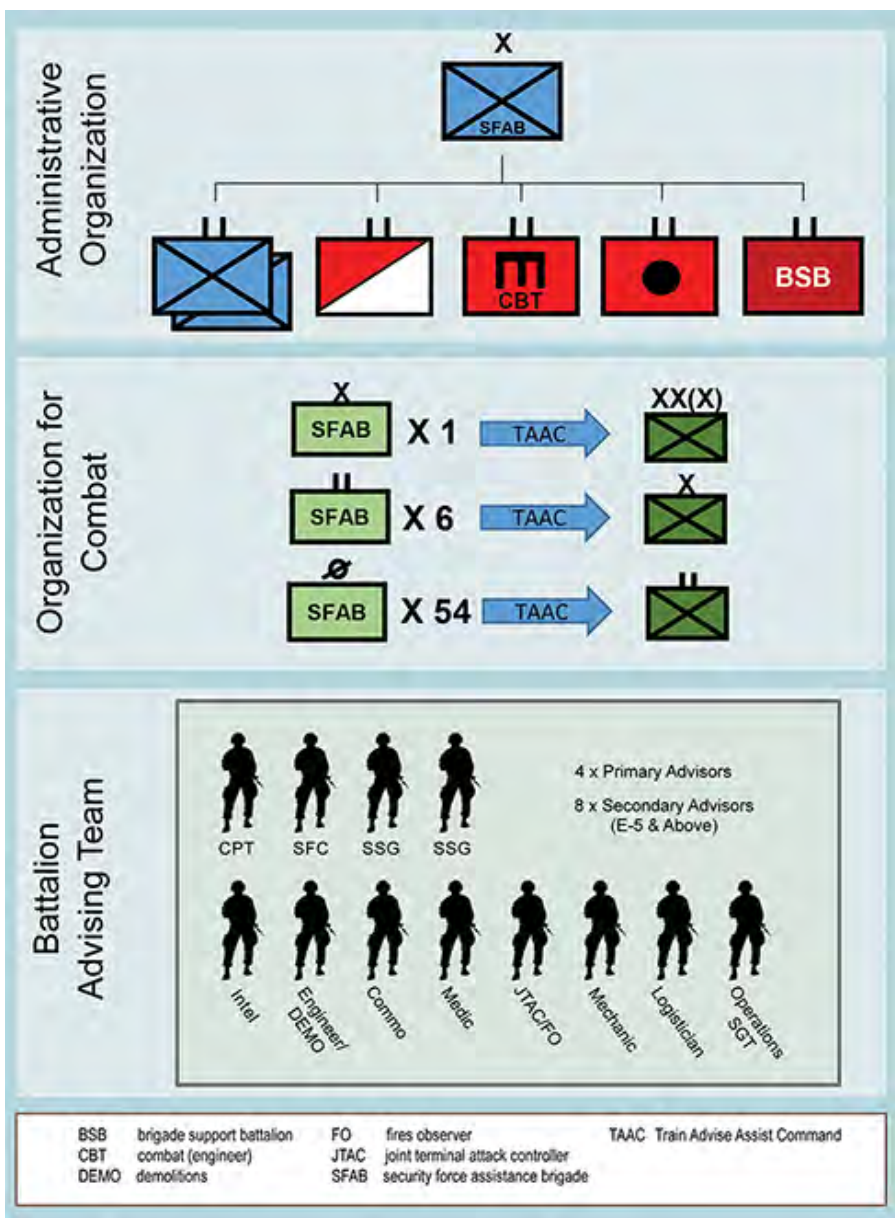 Administrative
Organization
X
SFAB
II II II II II
CBT
BSB
Organization for
Combat
X
SFAB X 1 TAAC XX(X)
II
SFAB X 6 TAAC X
SFAB X 54 TAAC II
Battalion
Advising Team
4 x Primary Advisors
8 x Secondary Advisors
(E-5 & Above)
CPT SFC SSG SSG
Intel
Engineer/
DEMO
Commo
Medic
JTAC/FO
Mechanic
Logistician
Operations
SGT
BSB brigade support battalion FO fires observer TAAC Train Advise Assist Command
CBT combat (engineer) JTAC joint terminal attack controller
DEMO demolitions SFAB security force assistance brigade